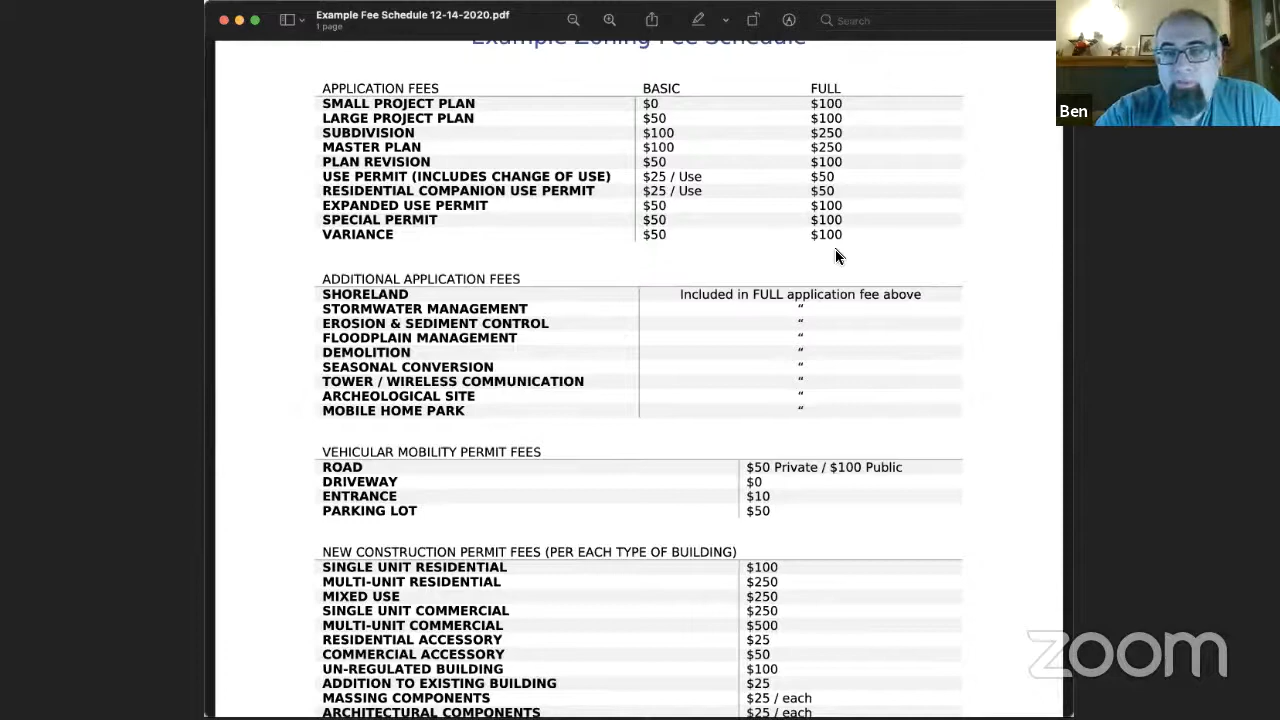 Example Fee Schedule 12-14-2020.pdf
1 page
Search
Example Zoning Fee Schedule
APPLICATION FEES BASIC FULL
SMALL PROJECT PLAN $0 $100
LARGE PROJECT PLAN $50 $100
SUBDIVISION $100 $250
MASTER PLAN $100 $250
PLAN REVISION $50 $100
USE PERMIT (INCLUDES CHANGE OF USE) $25 / Use $50
RESIDENTIAL COMPANION USE PERMIT $25 / Use $50
EXPANDED USE PERMIT $50 $100
SPECIAL PERMIT $50 $100
VARIANCE $50 $100
ADDITIONAL APPLICATION FEES
SHORELAND Included in FULL application fee above
STORMWATER MANAGEMENT “
EROSION & SEDIMENT CONTROL “
FLOODPLAIN MANAGEMENT “
DEMOLITION “
SEASONAL CONVERSION “
TOWER / WIRELESS COMMUNICATION “
ARCHEOLOGICAL SITE “
MOBILE HOME PARK “
VEHICULAR MOBILITY PERMIT FEES
ROAD $50 Private / $100 Public
DRIVEWAY $0
ENTRANCE $10
PARKING LOT $50
NEW CONSTRUCTION PERMIT FEES (PER EACH TYPE OF BUILDING)
SINGLE UNIT RESIDENTIAL $100
MULTI-UNIT RESIDENTIAL $250
MIXED USE $250
SINGLE UNIT COMMERCIAL $250
MULTI-UNIT COMMERCIAL $500
RESIDENTIAL ACCESSORY $25
COMMERCIAL ACCESSORY $50
UN-REGULATED BUILDING $100
ADDITION TO EXISTING BUILDING $25
MASSING COMPONENTS $25 / each
ARCHITECTURAL COMPONENTS $25 / each
Ben
zoom